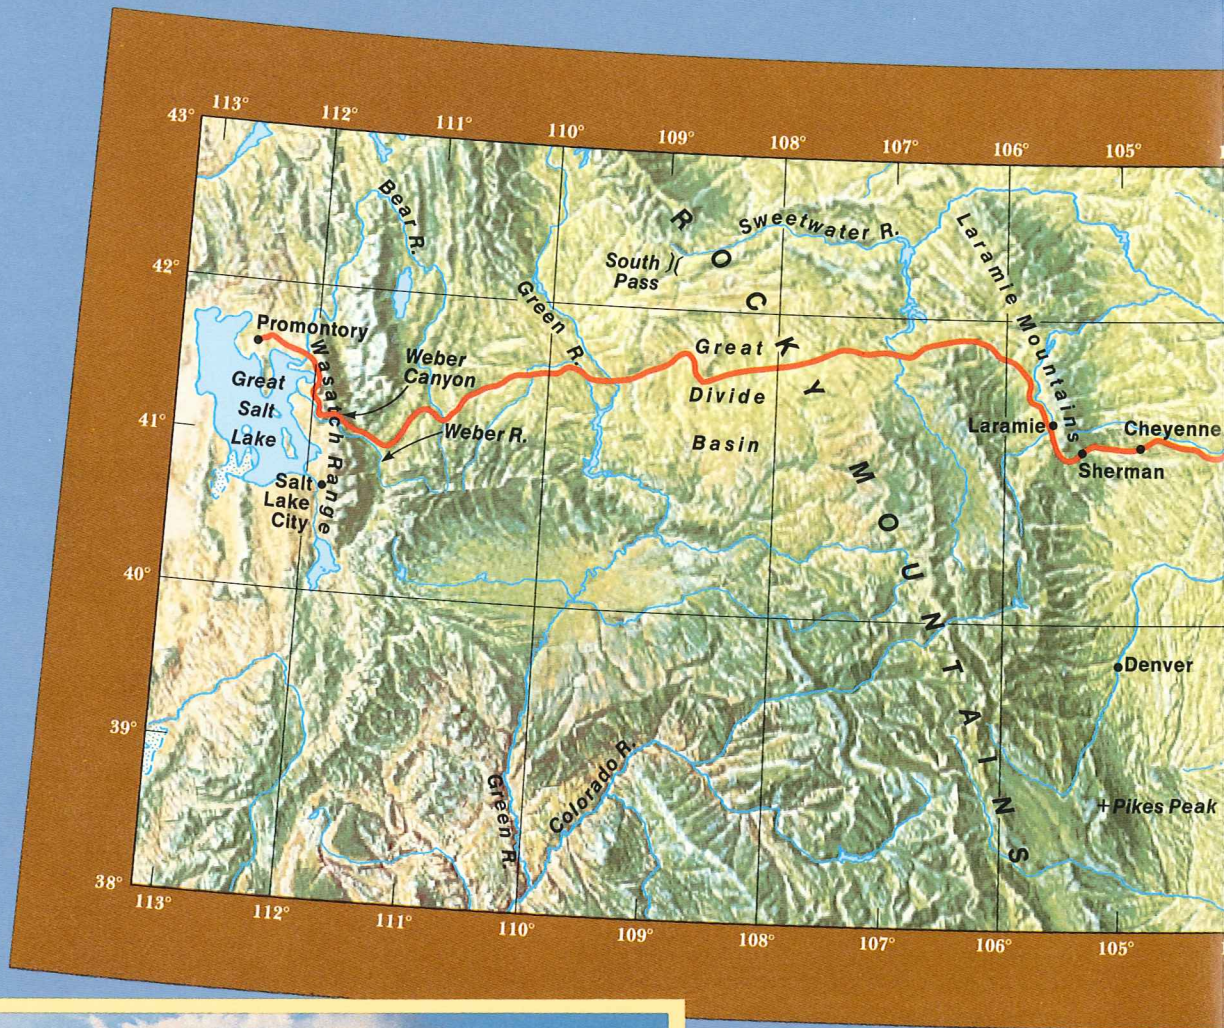 113°
112°
111°
110°
109°
108°
107°
106°
105°
43°
42°
41°
40°
39°
38°
Bear R.
Sweetwater R.
South
Pass
Green R.
Laramie Mountains
ROCKY MOUNTAINS
Promontory
Great
Salt
Lake
Wasatch Range
Weber
Canyon
Weber R.
Great
Divide
Basin
Laramie
Cheyenne
Sherman
Salt
Lake
City
Denver
Colorado R.
Green R.
+Pikes Peak
113°
112°
111°
110°
109°
108°
107°
106°
105°